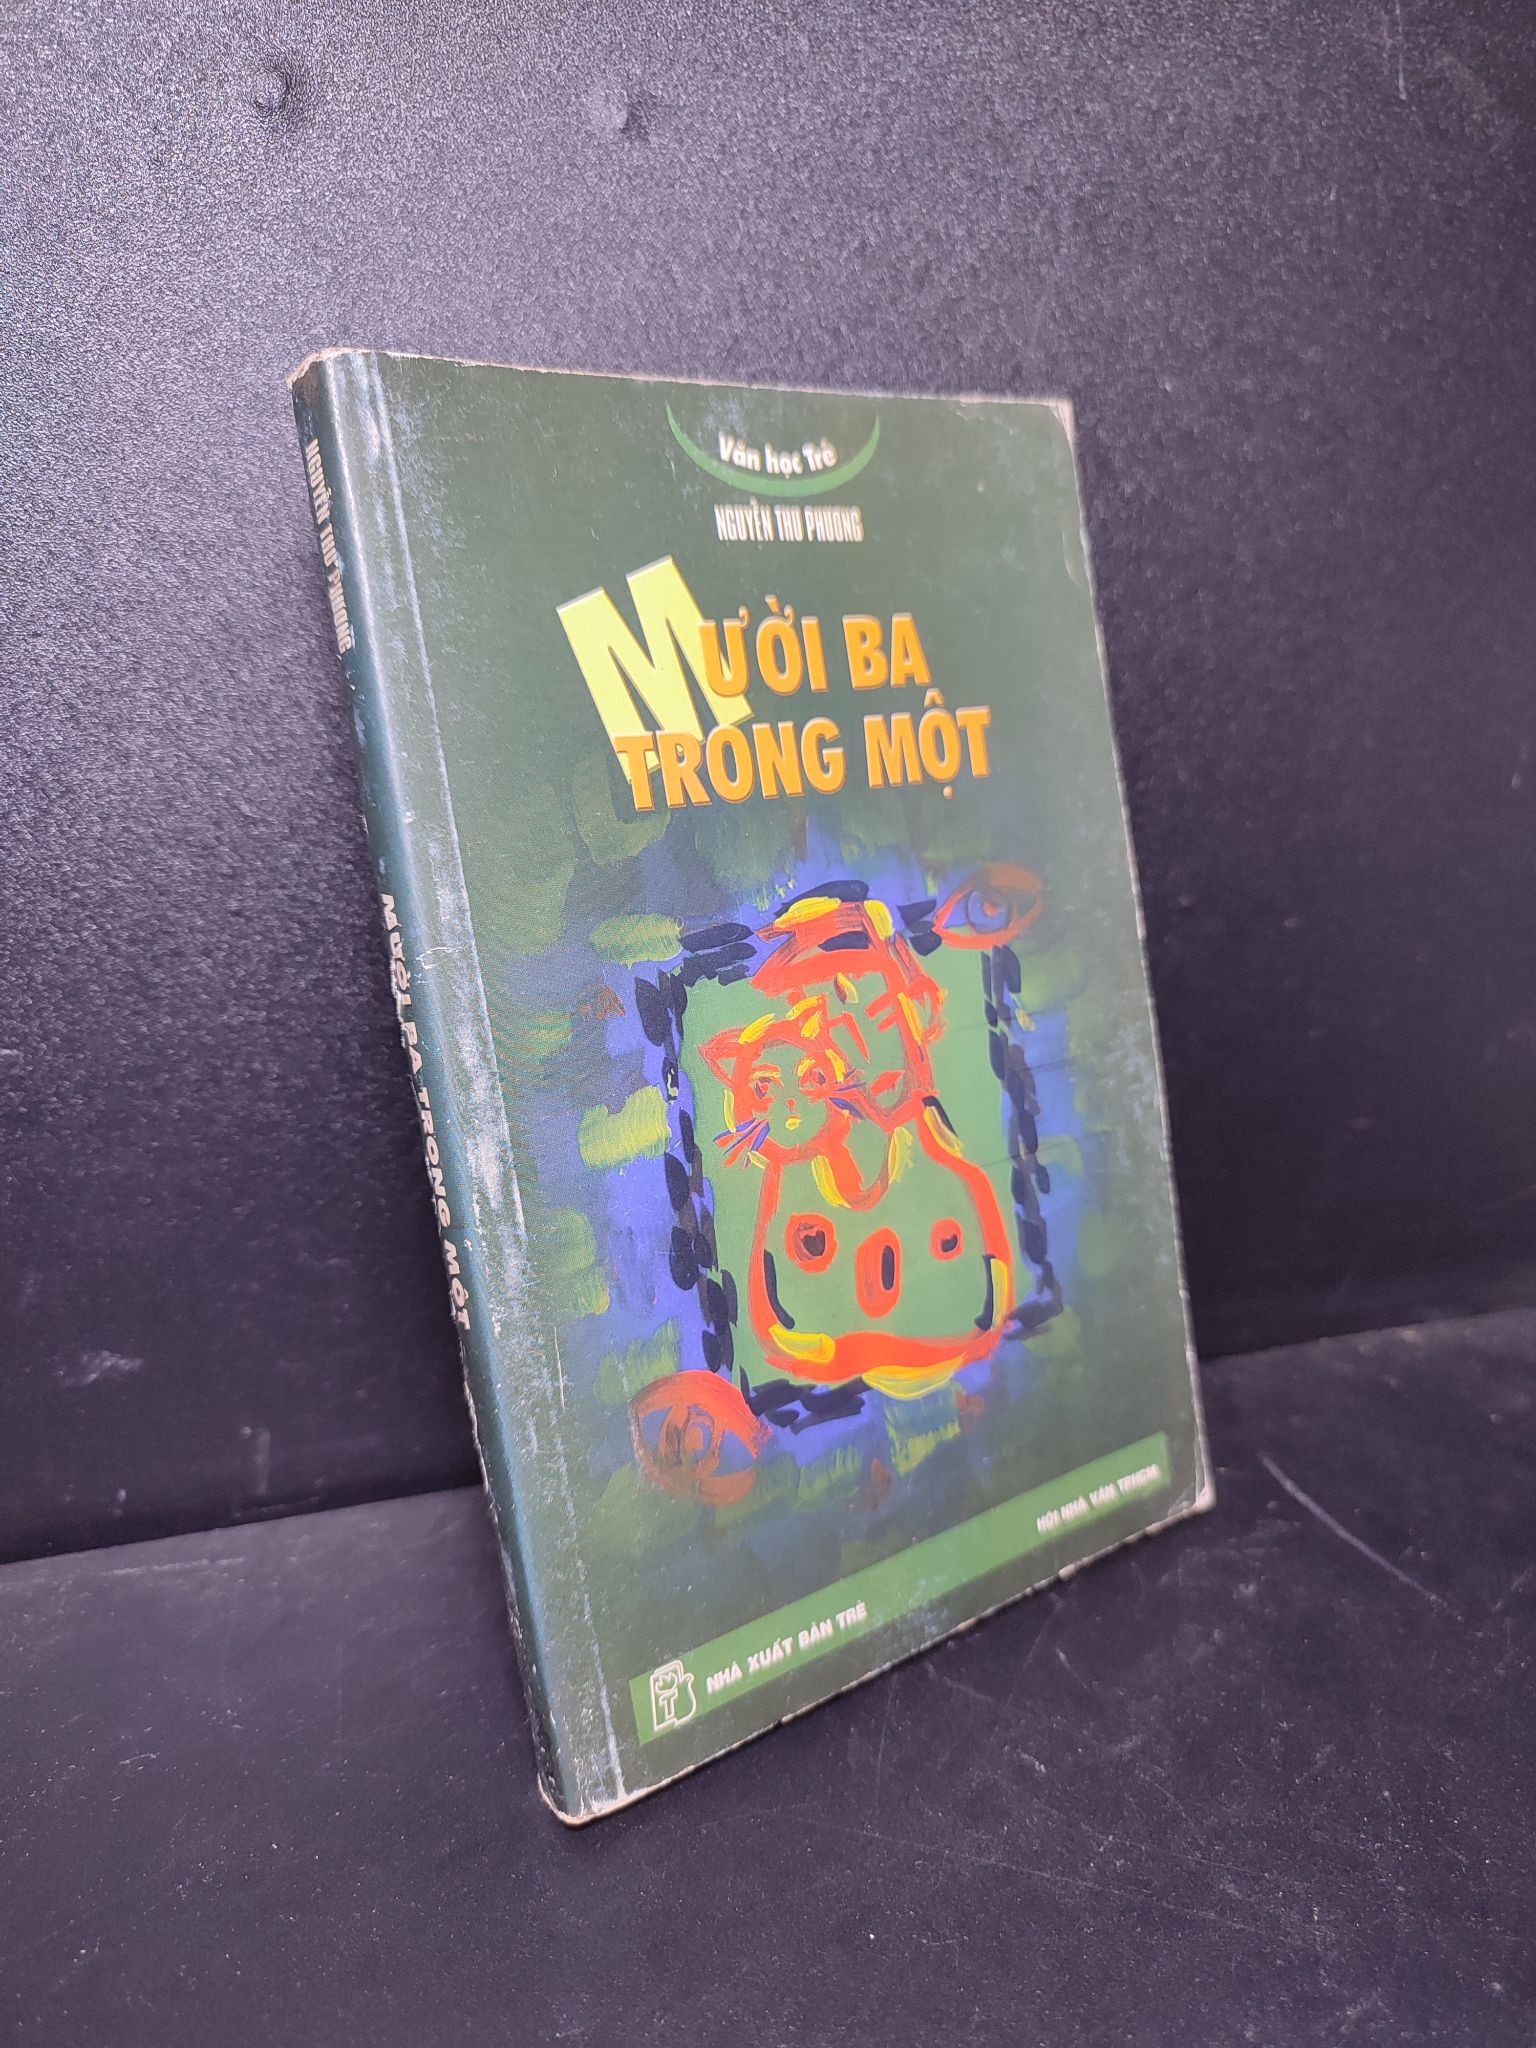 Văn học Trẻ
NGUYỄN THU PHƯƠNG
MƯỜI BA
TRONG MỘT
NHÀ XUẤT BẢN TRẺ
HỘI NHÀ VĂN TPHCM
NGUYỄN THU PHƯƠNG
MƯỜI BA TRONG MỘT